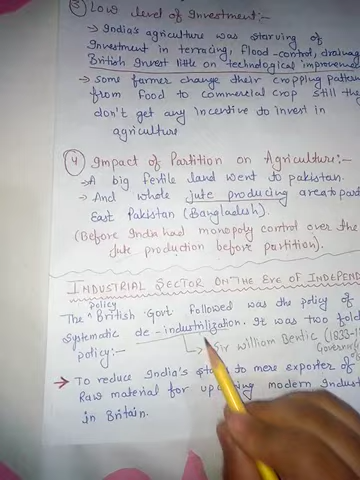 ③ Low level of Investment:-
→ India's agriculture was starving of
Investment in terracing, flood-control, drainage
British Invest little on technological improvement
→ Some farmer change their cropping pattern
from food to commercial crop still the
don't get any incentive to invest in
agriculture
④ Impact of Partition on Agriculture:-
→ A big fertile land went to pakistan.
→ And whole jute producing area to part
East Pakistan (Bangladesh).
(Before India had monopoly control over the
Jute production before partition).
INDUSTRIAL SECTOR ON THE EVE OF INDEPEN
The ^ policy British Govt followed was the policy of
systematic de-industrilization. It was two fold
policy:- → Sir William Bentic (1833-
Governor
→ To reduce India's to mere exporter of
Raw material for modern Indust
in Britain.